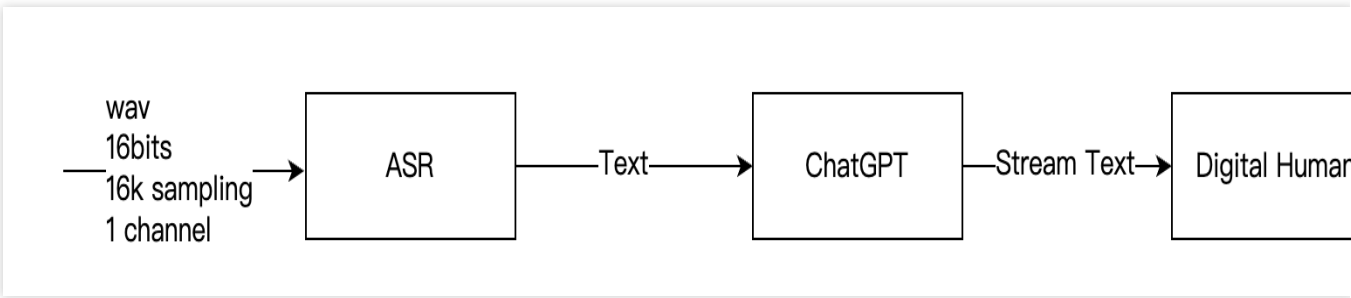 wav
16bits
16k sampling
1 channel
ASR
Text
ChatGPT
Stream Text
Digital Human